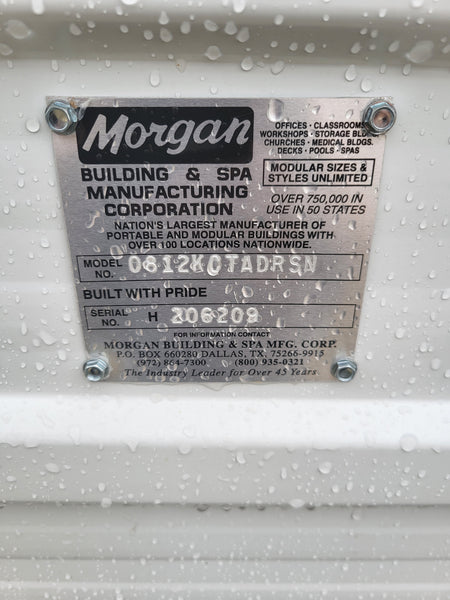 Morgan
BUILDING & SPA
MANUFACTURING
CORPORATION
OFFICES · CLASSROOMS
WORKSHOPS · STORAGE BLDGS.
CHURCHES · MEDICAL BLDGS.
DECKS · POOLS · SPAS
MODULAR SIZES &
STYLES UNLIMITED
OVER 750,000 IN
USE IN 50 STATES
NATION'S LARGEST MANUFACTURER OF
PORTABLE AND MODULAR BUILDINGS WITH
OVER 100 LOCATIONS NATIONWIDE.
MODEL NO. 0612KCTADRSN
BUILT WITH PRIDE
SERIAL NO. H 206209
FOR INFORMATION CONTACT
MORGAN BUILDING & SPA MFG. CORP.
P.O. BOX 660280 DALLAS, TX. 75266-9915
(972) 864-7300 (800) 935-0321
The Industry Leader for Over 45 Years